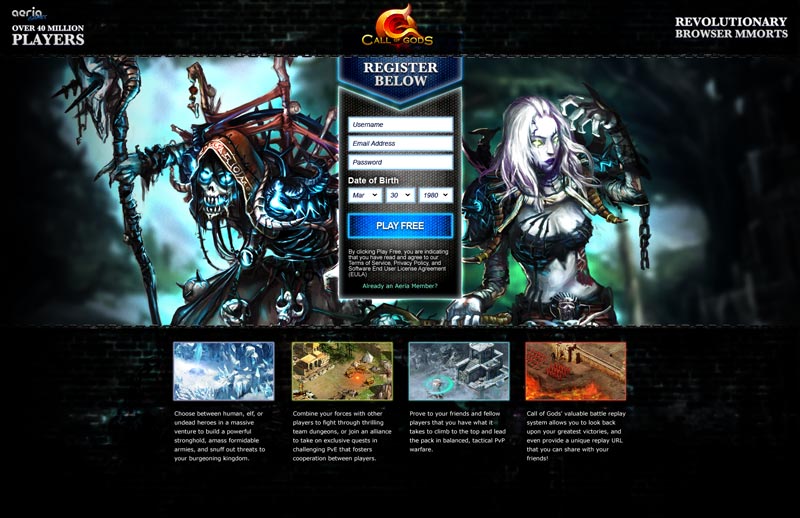 aeria
GAMES
OVER 40 MILLION
PLAYERS
CALL OF GODS
REVOLUTIONARY
BROWSER MMORTS
REGISTER
BELOW
Username
Email Address
Password
Date of Birth
Mar 30 1980
PLAY FREE
By clicking Play Free, you are indicating
that you have read and agree to our
Terms of Service, Privacy Policy, and
Software End User License Agreement
(EULA)
Already an Aeria Member?
Choose between human, elf, or
undead heroes in a massive
venture to build a powerful
stronghold, amass formidable
armies, and snuff out threats to
your burgeoning kingdom.
Combine your forces with other
players to fight through thrilling
team dungeons, or join an alliance
to take on exclusive quests in
challenging PvE that fosters
cooperation between players.
Prove to your friends and fellow
players that you have what it
takes to climb to the top and lead
the pack in balanced, tactical PvP
warfare.
Call of Gods' valuable battle replay
system allows you to look back
upon your greatest victories, and
even provide a unique replay URL
that you can share with your
friends!